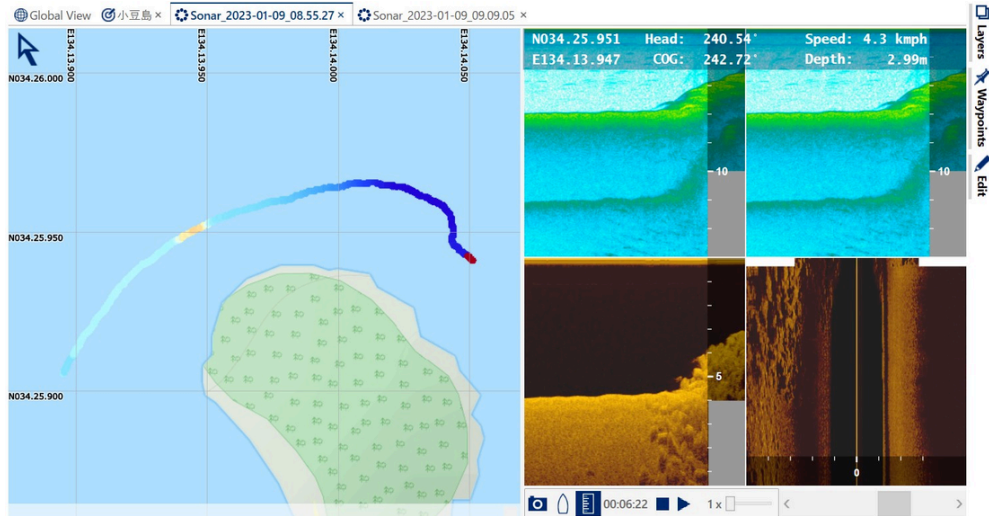 Global View
小豆島 ×
Sonar_2023-01-09_08.55.27 ×
Sonar_2023-01-09_09.09.05 ×
E134.13.900
E134.13.950
E134.14.000
E134.14.050
N034.26.000
N034.25.950
N034.25.900
N034.25.951 Head: 240.54° Speed: 4.3 kmph
E134.13.947 COG: 242.72° Depth: 2.99m
10
10
5
0
00:06:22
1 x
Layers
Waypoints
Edit